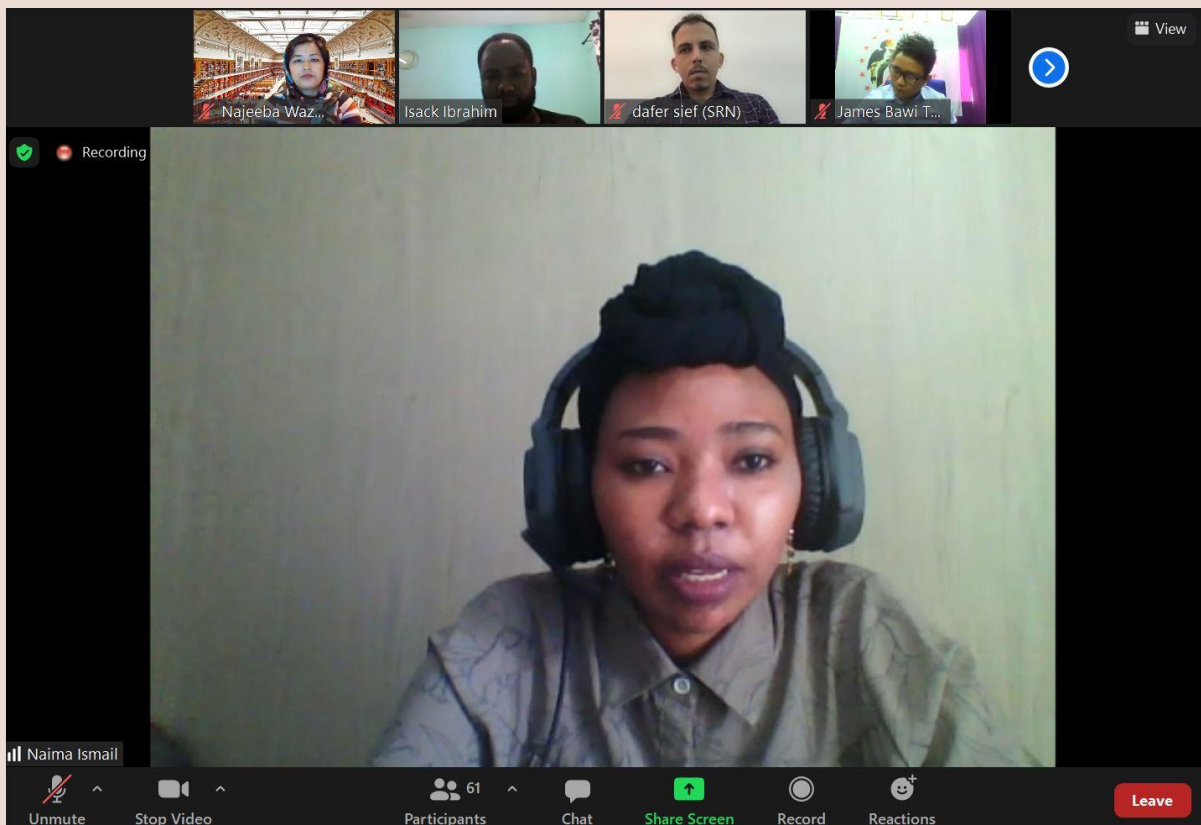 View
Najeeba Waz...
Isack Ibrahim
dafer sief (SRN)
James Bawi T...
Recording
Naima Ismail
61
Unmute
Stop Video
Participants
Chat
Share Screen
Record
Reactions
Leave